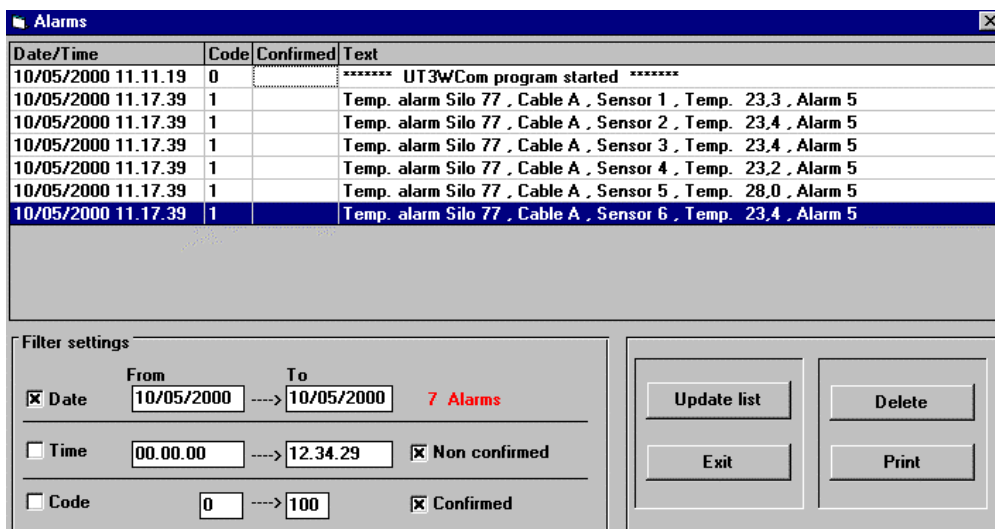 Alarms
Date/Time Code Confirmed Text
10/05/2000 11.11.19 0 ******* UT3WCom program started *******
10/05/2000 11.17.39 1 Temp. alarm Silo 77 , Cable A , Sensor 1 , Temp. 23,3 , Alarm 5
10/05/2000 11.17.39 1 Temp. alarm Silo 77 , Cable A , Sensor 2 , Temp. 23,4 , Alarm 5
10/05/2000 11.17.39 1 Temp. alarm Silo 77 , Cable A , Sensor 3 , Temp. 23,4 , Alarm 5
10/05/2000 11.17.39 1 Temp. alarm Silo 77 , Cable A , Sensor 4 , Temp. 23,2 , Alarm 5
10/05/2000 11.17.39 1 Temp. alarm Silo 77 , Cable A , Sensor 5 , Temp. 28,0 , Alarm 5
10/05/2000 11.17.39 1 Temp. alarm Silo 77 , Cable A , Sensor 6 , Temp. 23,4 , Alarm 5
Filter settings
From To
Date 10/05/2000 ----> 10/05/2000 7 Alarms
Time 00.00.00 ----> 12.34.29 Non confirmed
Code 0 ----> 100 Confirmed
Update list Delete
Exit Print